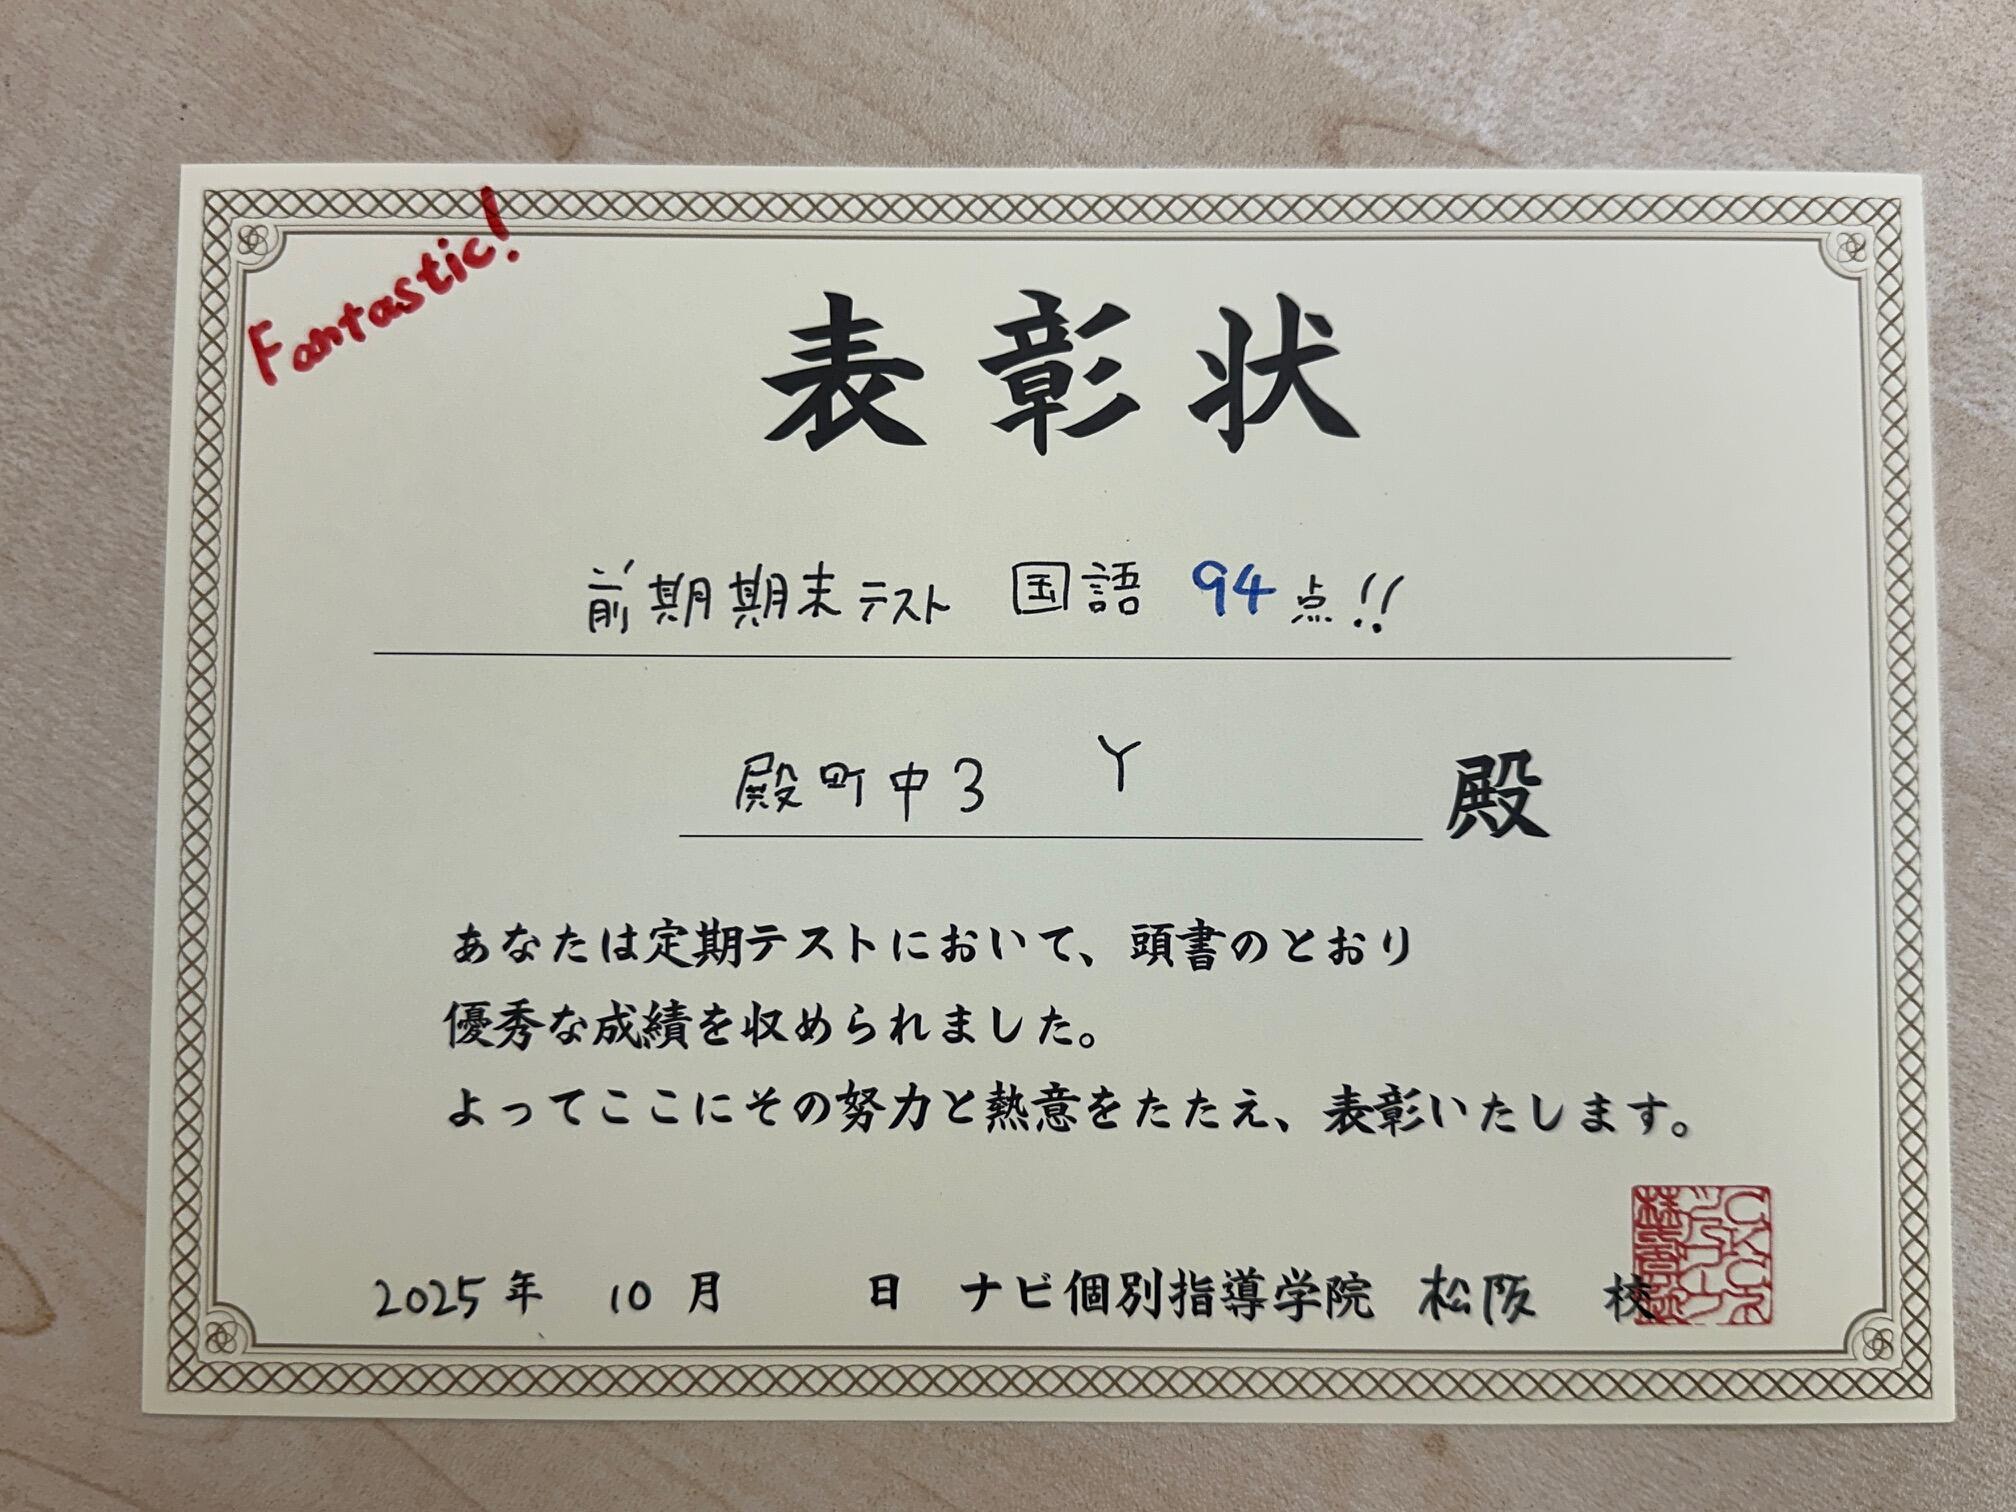 Fantastic!
表彰状
前期期末テスト 国語 94点!!
殿町中3 Y 殿
あなたは定期テストにおいて、頭書のとおり
優秀な成績を収められました。
よってここにその努力と熱意をたたえ、表彰いたします。
2025年 10月 日 ナビ個別指導学院 松阪 校